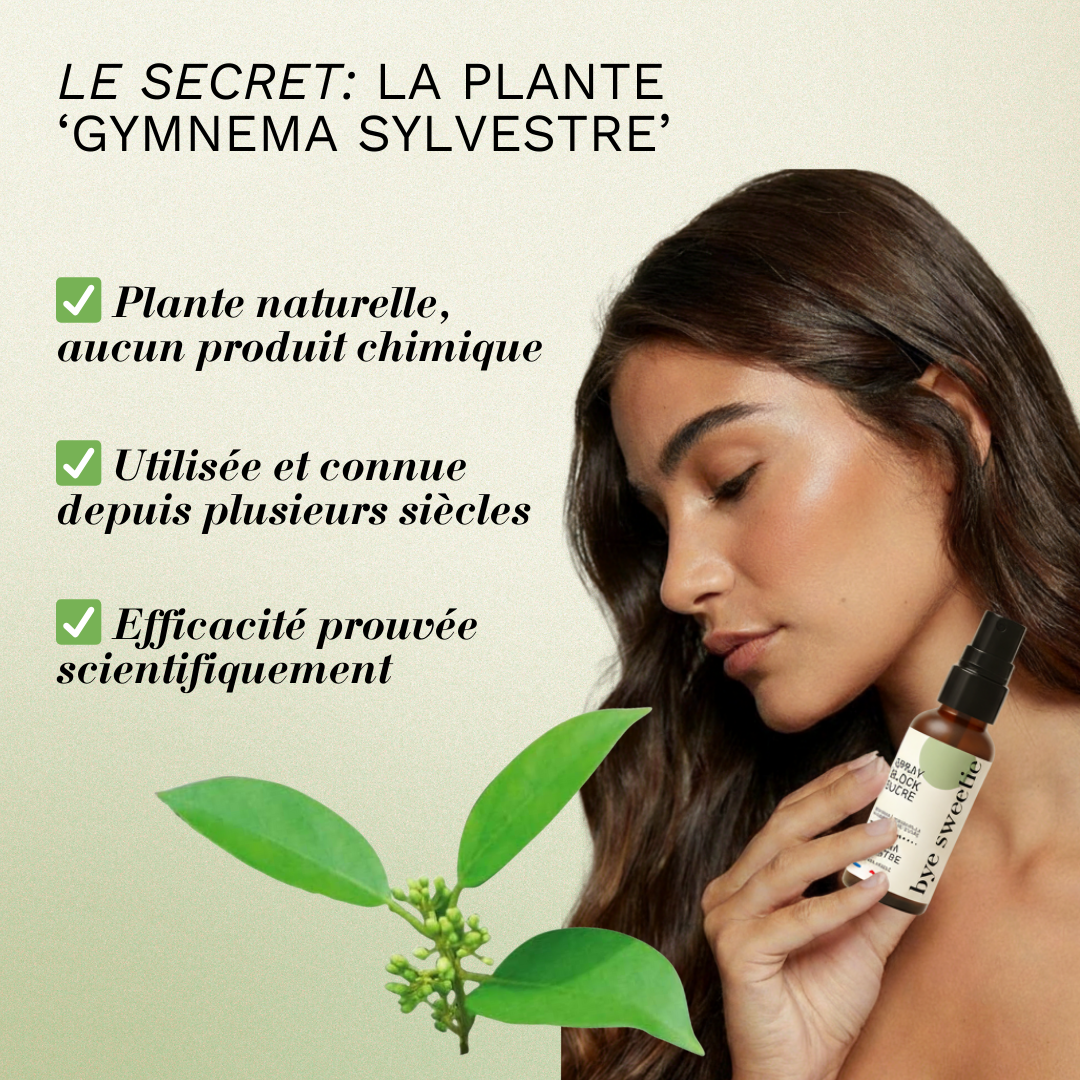 LE SECRET: LA PLANTE
‘GYMNEMA SYLVESTRE’
✅ Plante naturelle,
aucun produit chimique
✅ Utilisée et connue
depuis plusieurs siècles
✅ Efficacité prouvée
scientifiquement
SPRAY
BLOCK
SUCRE
bye sweetie